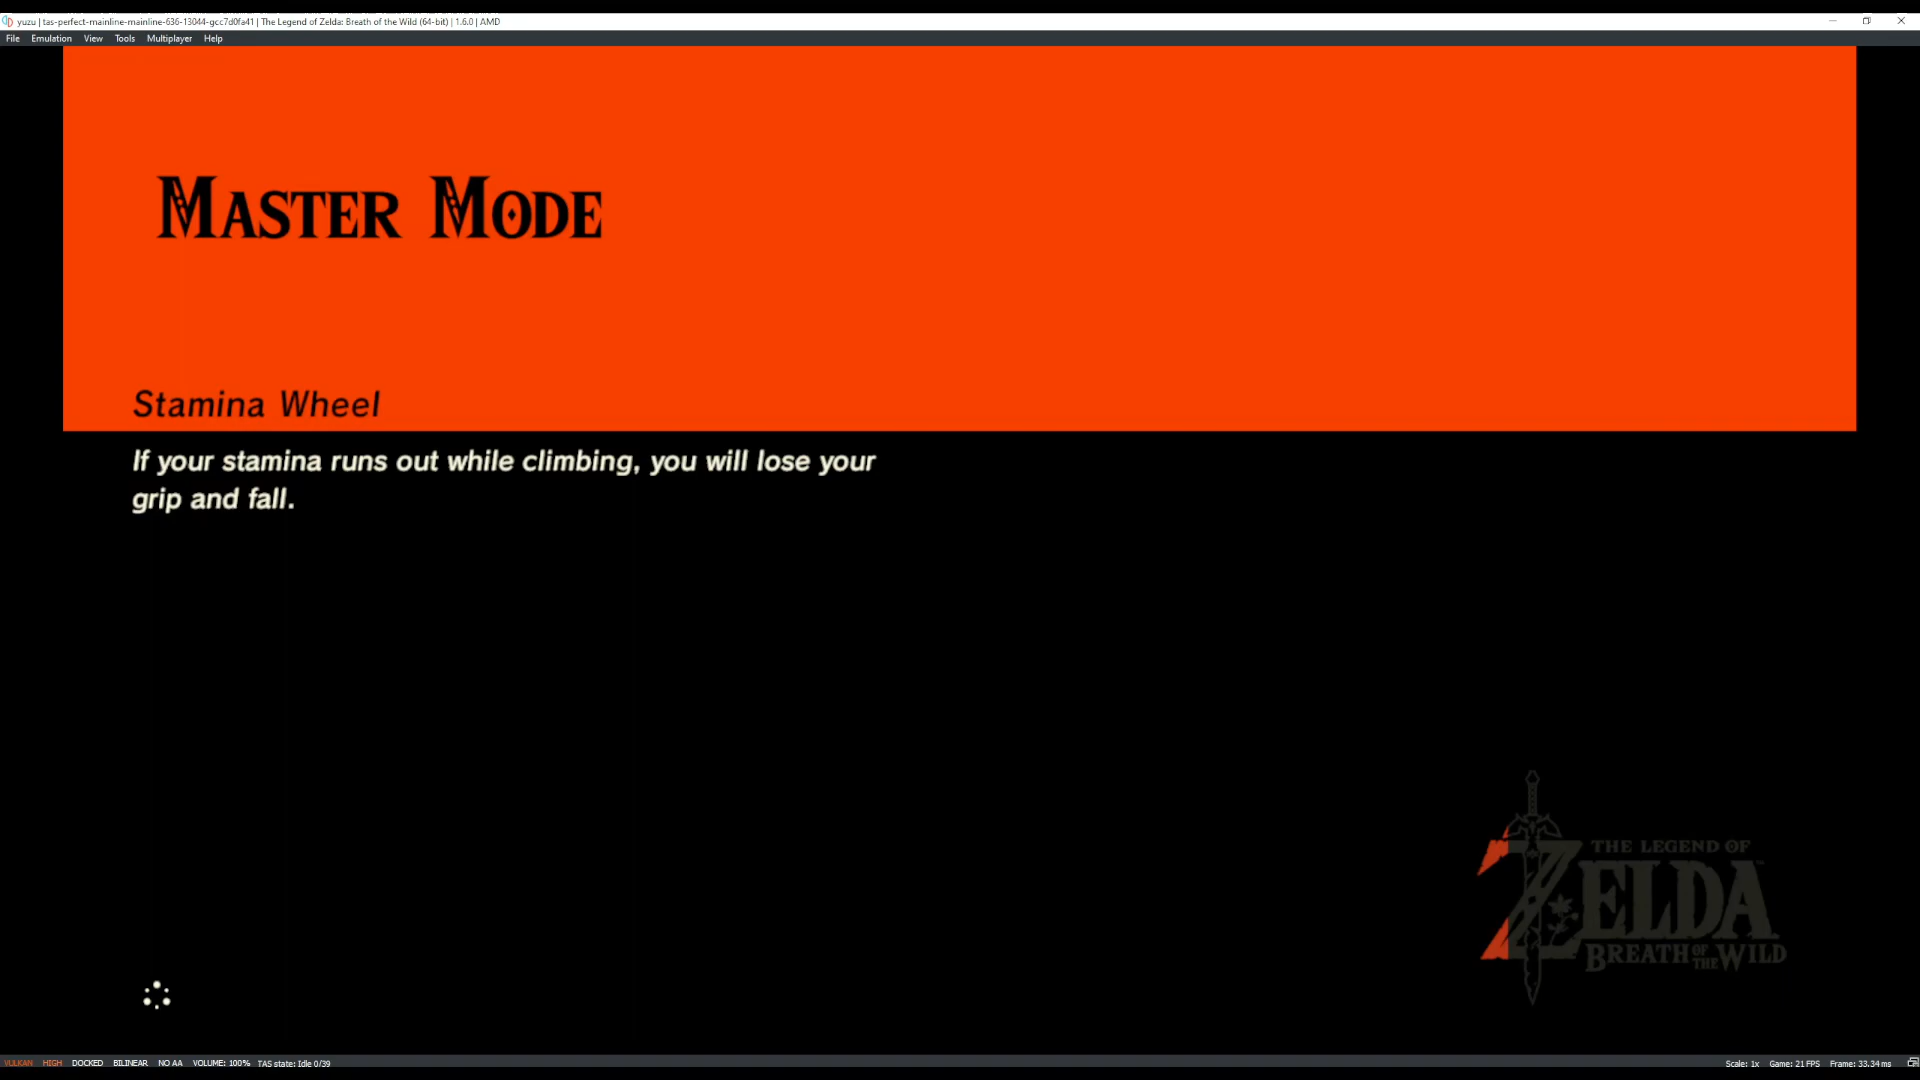 yuzu | tas-perfect-mainline-mainline-636-13044-gcc7d0fa41 | The Legend of Zelda: Breath of the Wild (64-bit) | 1.6.0 | AMD
File Emulation View Tools Multiplayer Help
MASTER MODE
Stamina Wheel
If your stamina runs out while climbing, you will lose your
grip and fall.
THE LEGEND OF
ZELDA
BREATH OF THE WILD
VULKAN HIGH DOCKED BILINEAR NO AA VOLUME: 100% TAS state: Idle 0/39 Scale: 1x Game: 21 FPS Frame: 33.34 ms